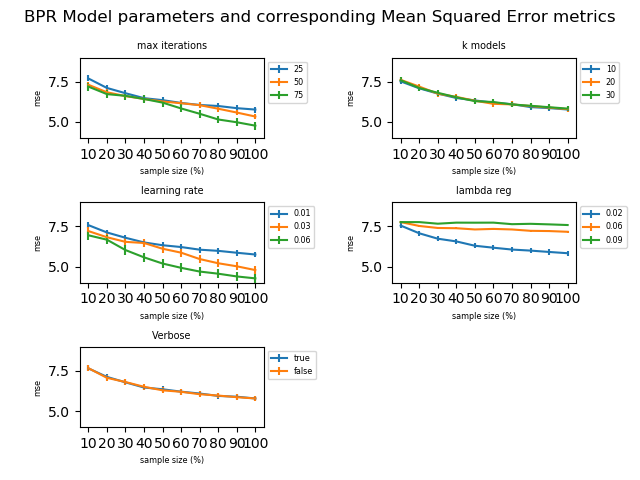 BPR Model parameters and corresponding Mean Squared Error metrics
max iterations
mse
7.5
5.0
10 20 30 40 50 60 70 80 90 100
sample size (%)
25
50
75
k models
mse
7.5
5.0
10 20 30 40 50 60 70 80 90 100
sample size (%)
10
20
30
learning rate
mse
7.5
5.0
10 20 30 40 50 60 70 80 90 100
sample size (%)
0.01
0.03
0.06
lambda reg
mse
7.5
5.0
10 20 30 40 50 60 70 80 90 100
sample size (%)
0.02
0.06
0.09
Verbose
mse
7.5
5.0
10 20 30 40 50 60 70 80 90 100
sample size (%)
true
false